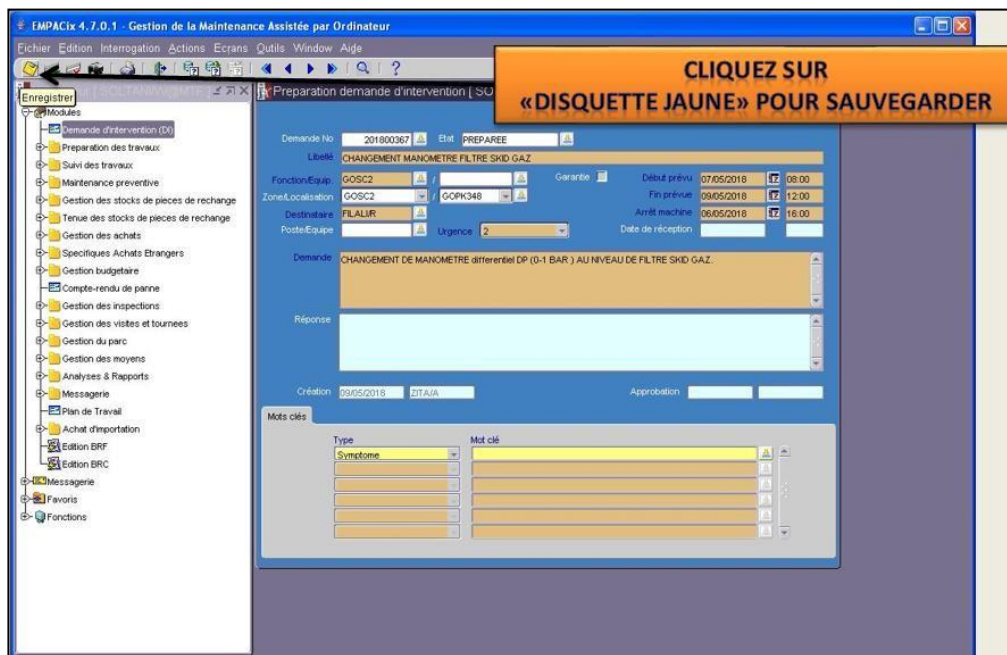 EMPACix 4.7.0.1 - Gestion de la Maintenance Assistée par Ordinateur
Fichier Edition Interrogation Actions Ecrans Outils Window Aide
CLIQUEZ SUR
«DISQUETTE JAUNE» POUR SAUVEGARDER
Enregistrer
Preparation demande d'intervention [ SO
Modules
Demande d'intervention (DI)
Preparation des travaux
Suivi des travaux
Maintenance preventive
Gestion des stocks de pieces de rechange
Tenue des stocks de pieces de rechange
Gestion des achats
Specifiques Achats Etrangers
Gestion budgetaire
Compte-rendu de panne
Gestion des inspections
Gestion des visites et tournees
Gestion du parc
Gestion des moyens
Analyses & Rapports
Messagerie
Plan de Travail
Achat d'importation
Edition BRF
Edition BRC
Messagerie
Favoris
Fonctions
Demande No 201800367 Etat PREPAREE
Libellé CHANGEMENT MANOMETRE FILTRE SKID GAZ
Fonction/Equip. GOSC2 / Garantie Début prévu 07/05/2018 08:00
Zone/Localisation GOSC2 / GOPK348 Fin prévue 09/05/2018 12:00
Destinataire FILALI/R Arrêt machine 06/05/2018 16:00
Poste/Equipe Urgence 2 Date de réception
Demande CHANGEMENT DE MANOMETRE differentiel DP (0-1 BAR ) AU NIVEAU DE FILTRE SKID GAZ.
Réponse
Création 09/05/2018 ZITA/A Approbation
Mots clés
Type Mot clé
Symptome